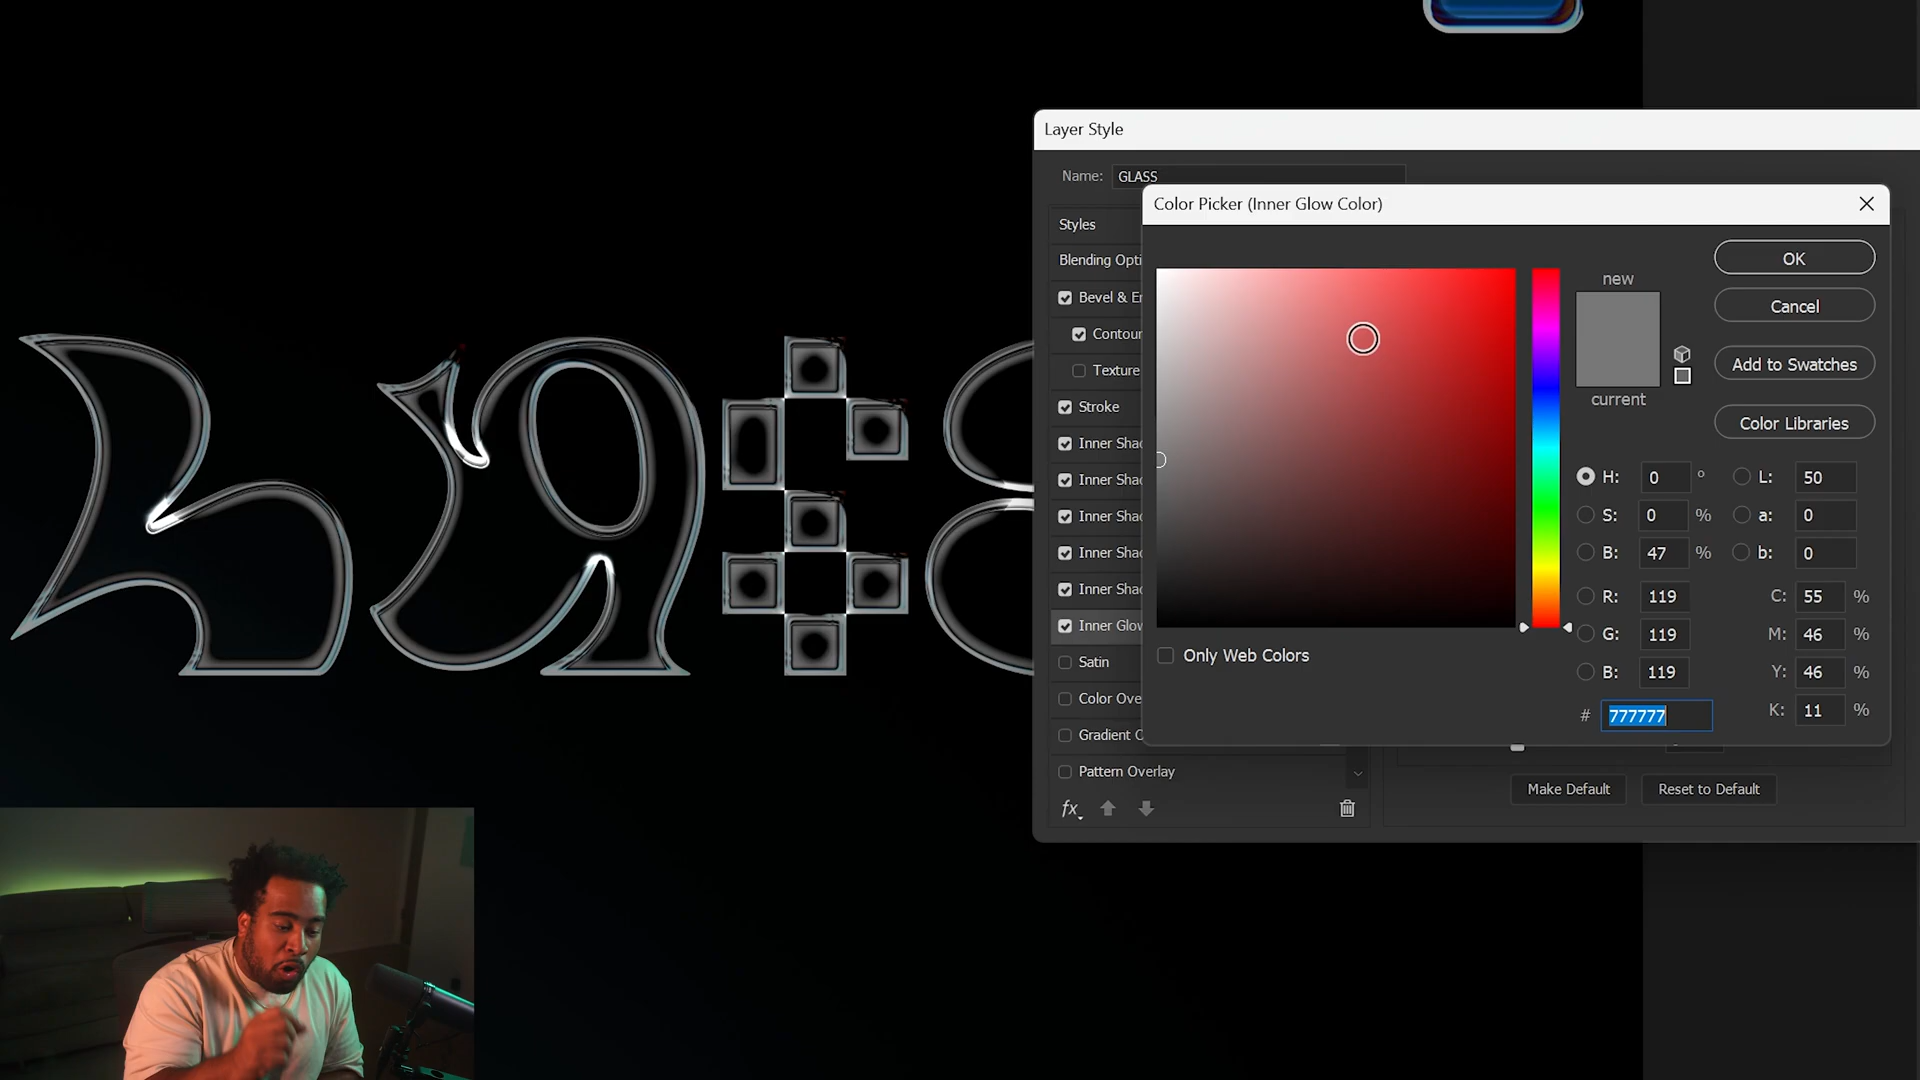 Layer Style
Name: GLASS
Color Picker (Inner Glow Color)
Styles
Blending Opti
Bevel & E
Contour
Texture
Stroke
Inner Sha
Inner Sha
Inner Sha
Inner Sha
Inner Sha
Inner Glow
Satin
Color Ove
Gradient O
Pattern Overlay
fx
new
current
OK
Cancel
Add to Swatches
Color Libraries
H: 0 °
S: 0 %
B: 47 %
R: 119
G: 119
B: 119
# 777777
L: 50
a: 0
b: 0
C: 55 %
M: 46 %
Y: 46 %
K: 11 %
Only Web Colors
Make Default
Reset to Default